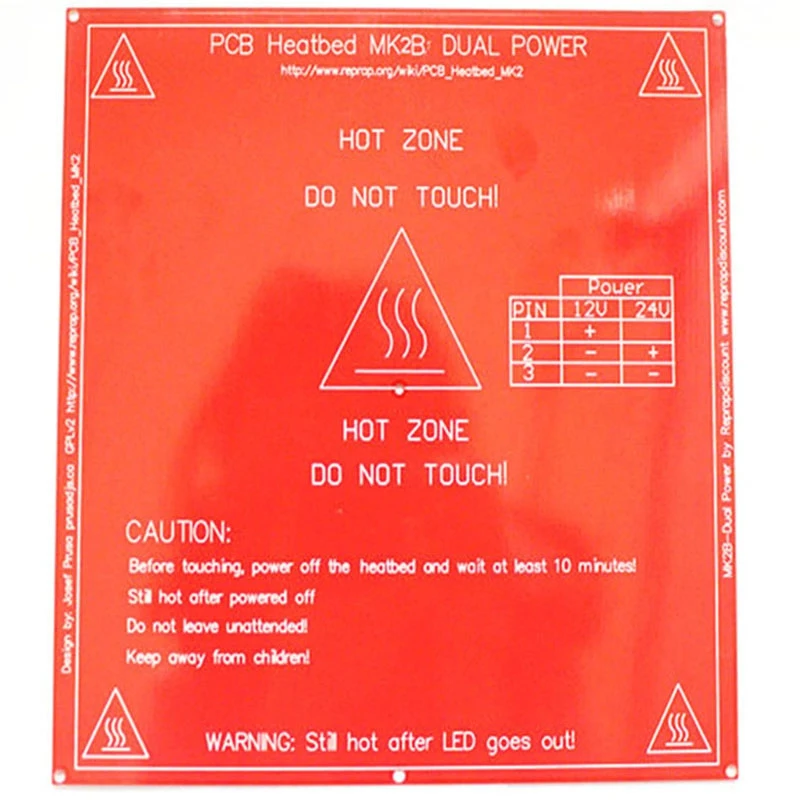 PCB Heatbed MK2B: DUAL POWER
http://www.reprap.org/wiki/PCB_Heatbed_MK2
HOT ZONE
DO NOT TOUCH!
Power
PIN 12V 24V
1 +
2 - +
3 - -
HOT ZONE
DO NOT TOUCH!
CAUTION:
Before touching, power off the heatbed and wait at least 10 minutes!
Still hot after powered off
Do not leave unattended!
Keep away from children!
WARNING: Still hot after LED goes out!
Design by: Josef Prusa prusadjs.co GPLv2 http://www.reprap.org/wiki/PCB_Heatbed_MK2
MK2B-Dual Power by Reprapdiscount www.reprapdiscount.com